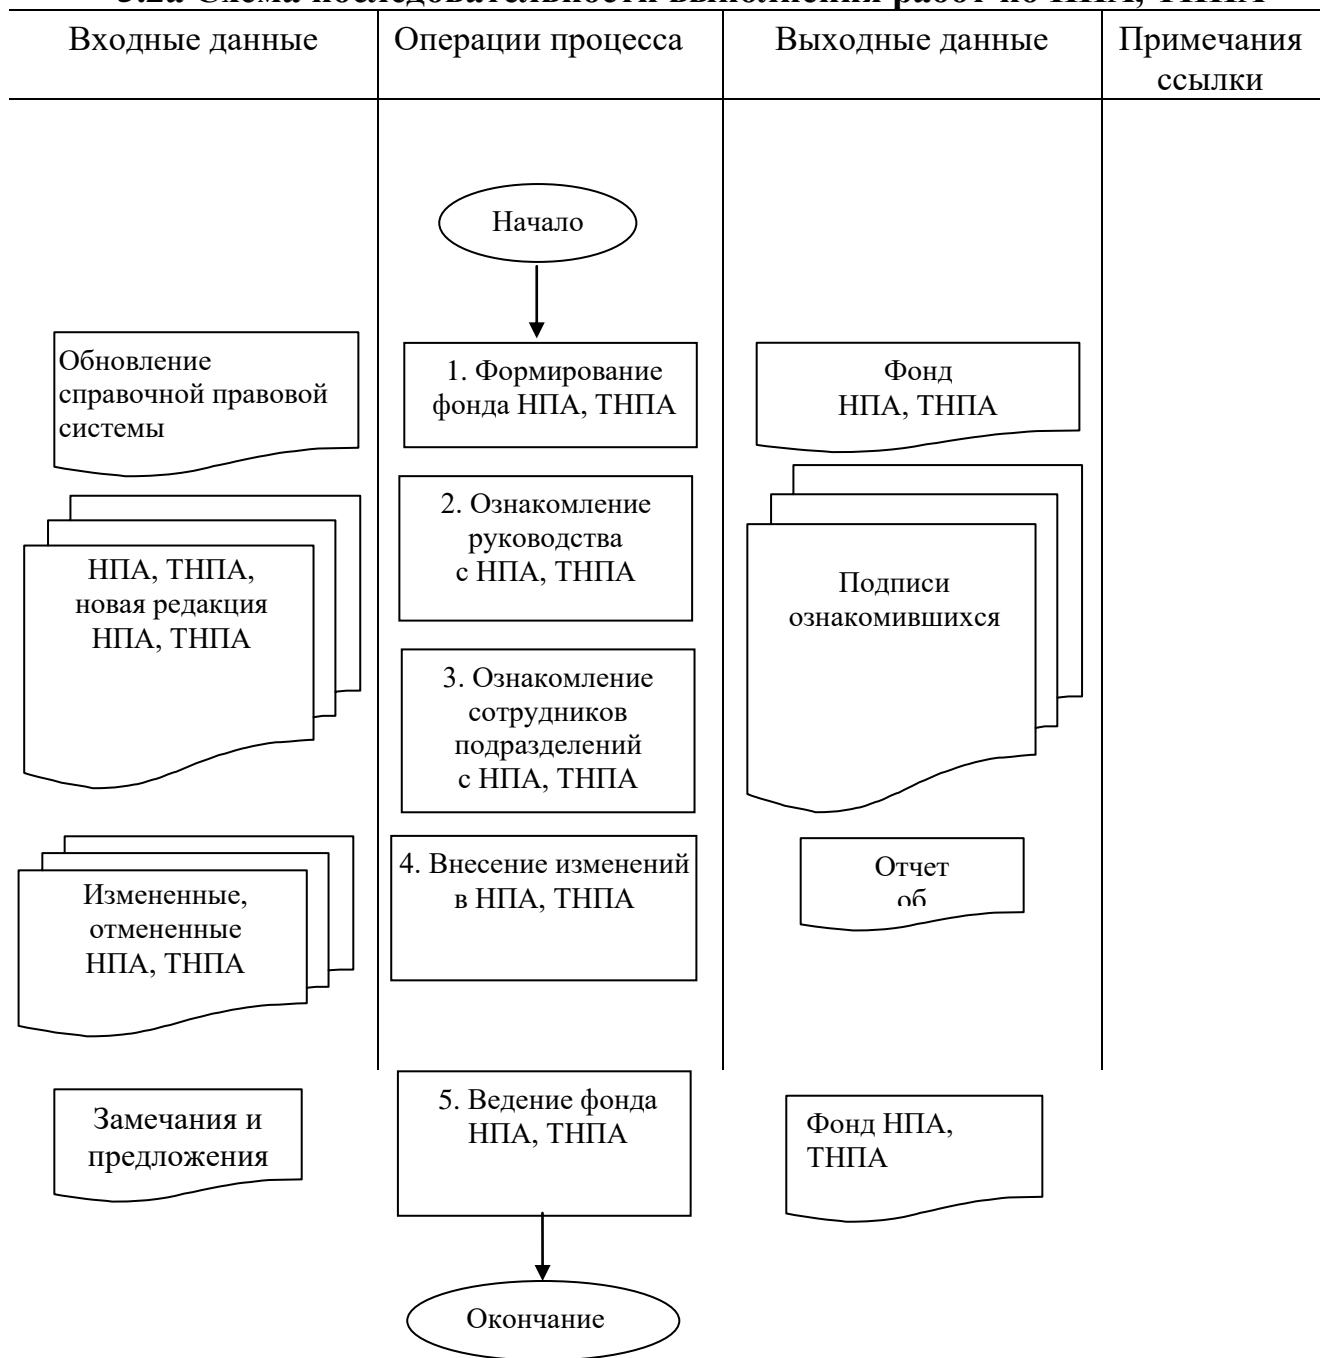 Входные данные
Операции процесса
Выходные данные
Примечания
ссылки
Начало
Обновление
справочной правовой
системы
1. Формирование
фонда НПА, ТНПА
Фонд
НПА, ТНПА
НПА, ТНПА,
новая редакция
НПА, ТНПА
2. Ознакомление
руководства
с НПА, ТНПА
Подписи
ознакомившихся
3. Ознакомление
сотрудников
подразделений
с НПА, ТНПА
Измененные,
отмененные
НПА, ТНПА
4. Внесение изменений
в НПА, ТНПА
Отчет
об
Замечания и
предложения
5. Ведение фонда
НПА, ТНПА
Фонд НПА,
ТНПА
Окончание